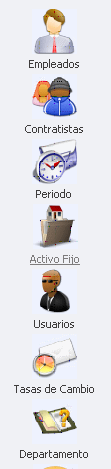 Empleados
Contratistas
Periodo
Activo Fijo
Usuarios
Tasas de Cambio
Departamento